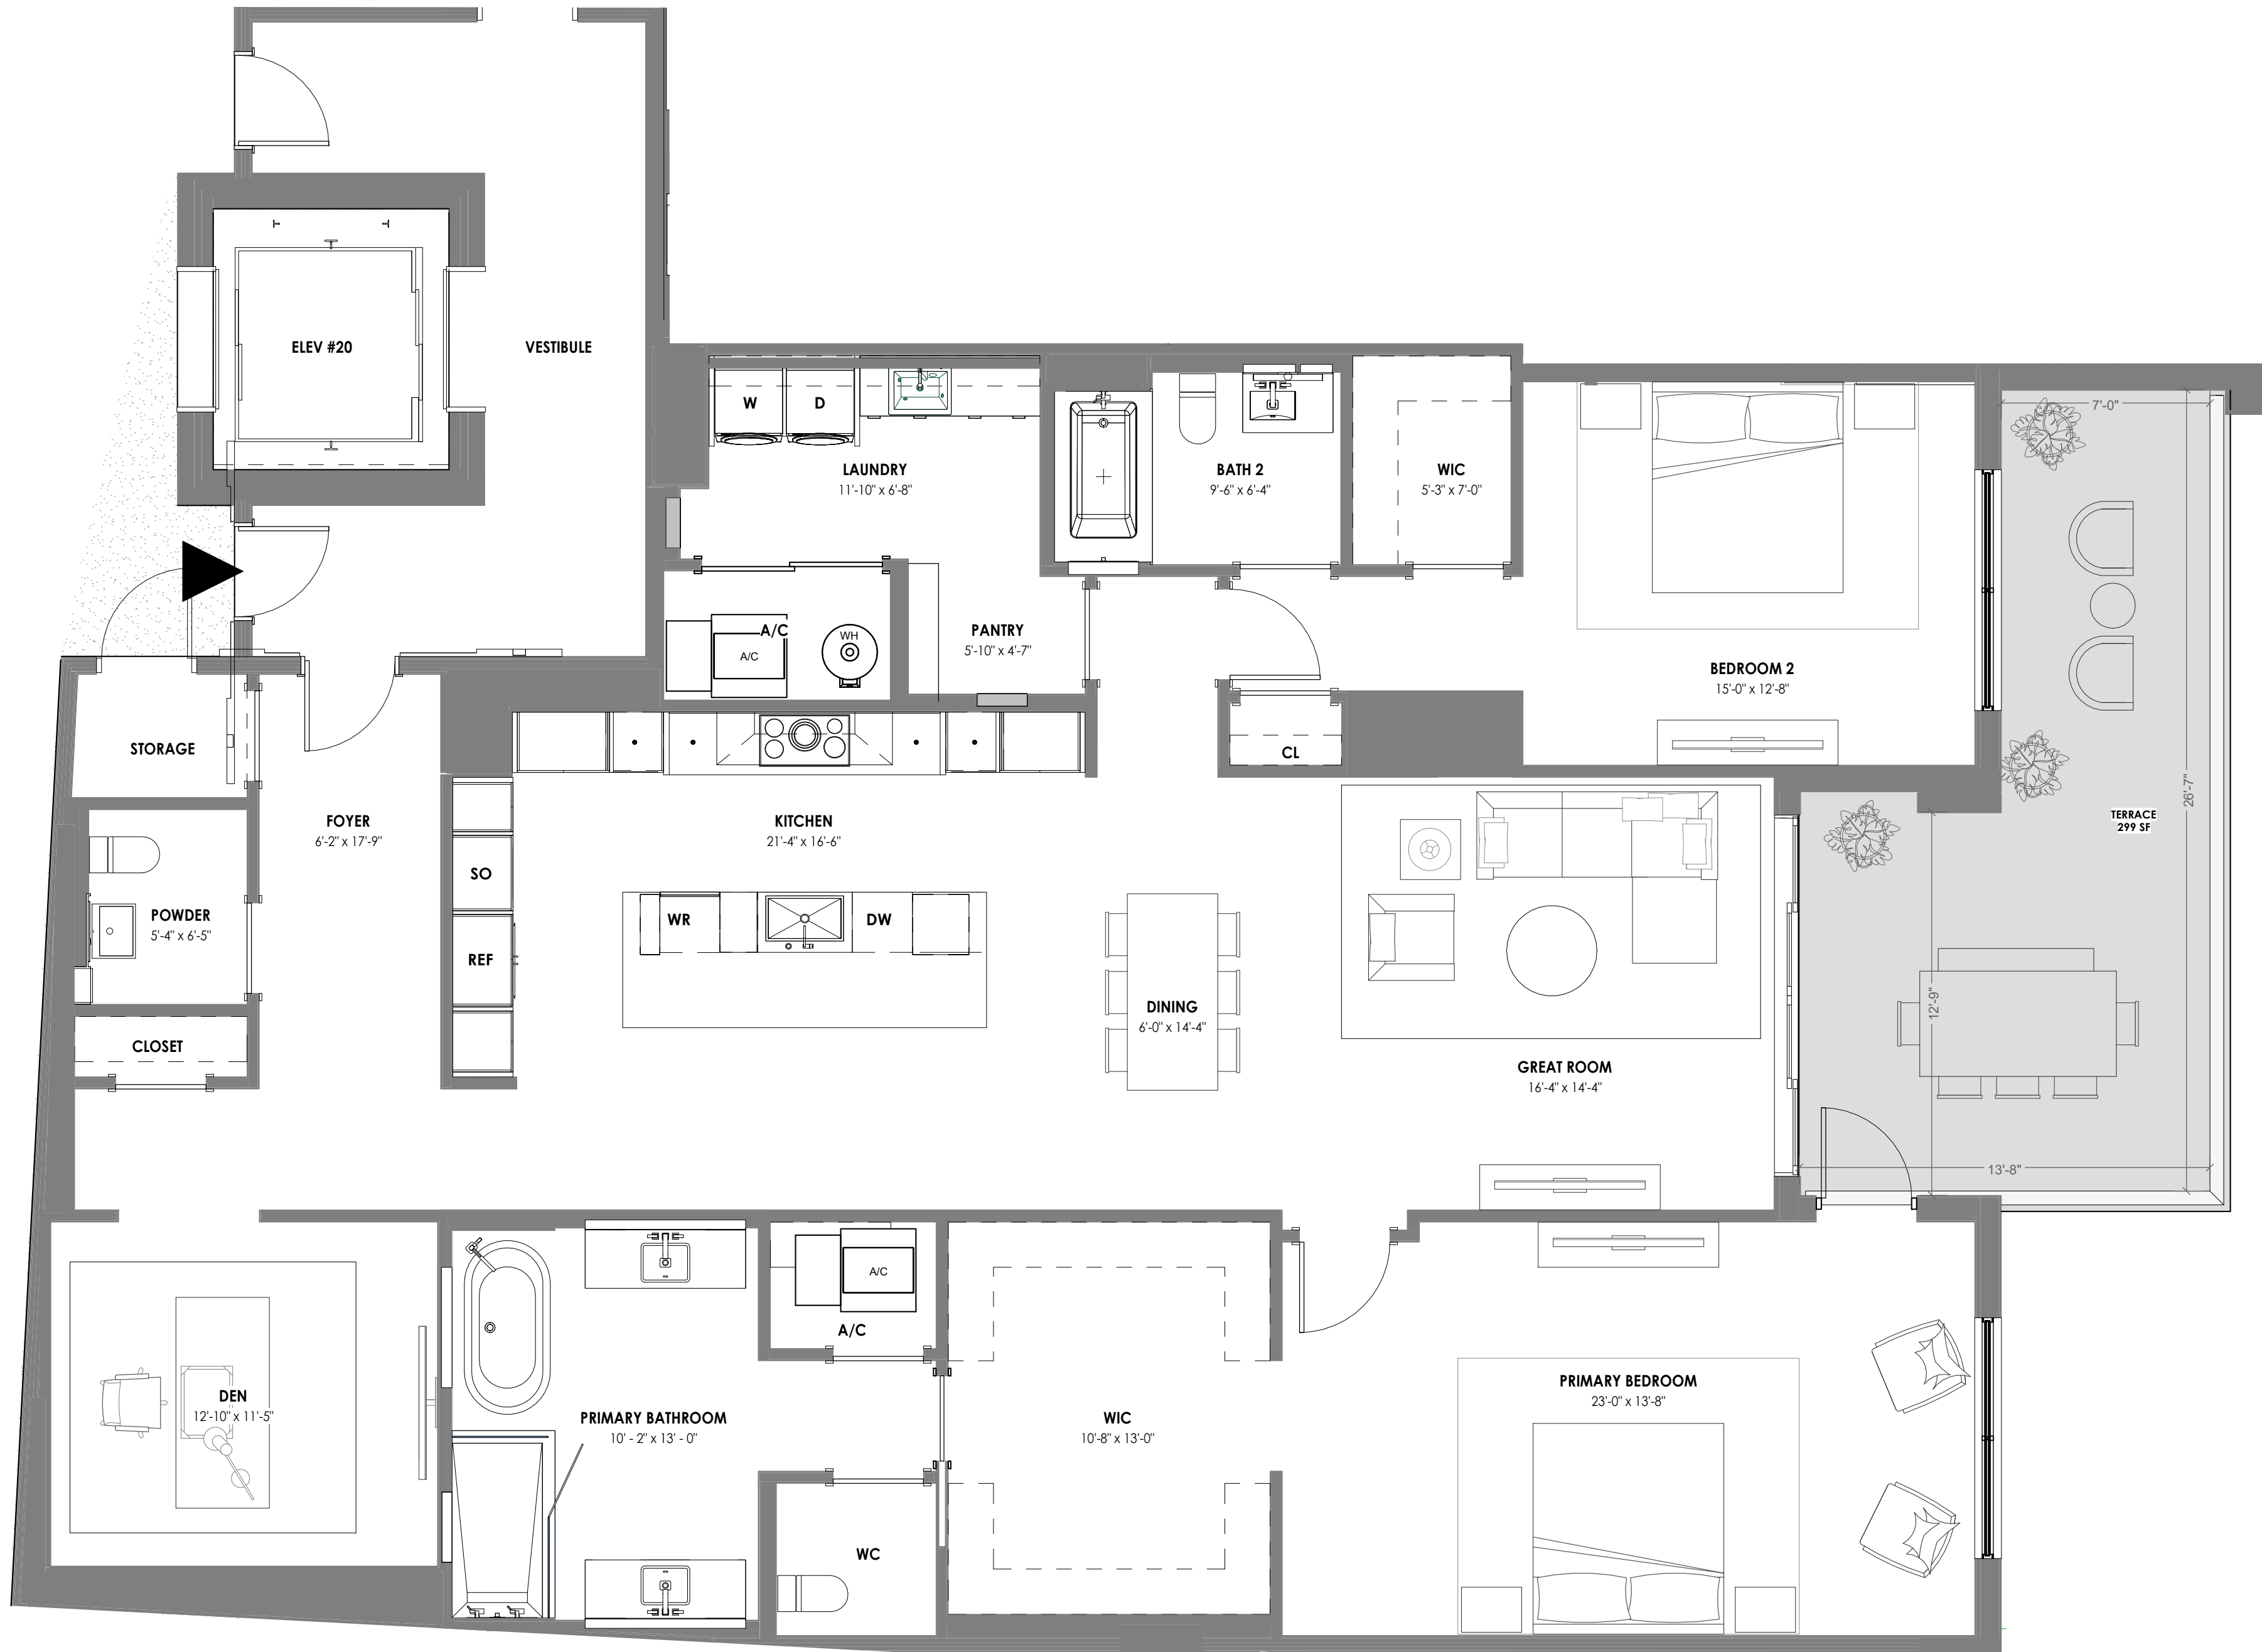 ELEV #20
VESTIBULE
W
D
LAUNDRY
11'-10" x 6'-8"
BATH 2
9'-6" x 6'-4"
WIC
5'-3" x 7'-0"
7'-0"
A/C
A/C
WH
PANTRY
5'-10" x 4'-7"
BEDROOM 2
15'-0" x 12'-8"
STORAGE
CL
26'-7"
TERRACE
299 SF
FOYER
6'-2" x 17'-9"
KITCHEN
21'-4" x 16'-6"
SO
POWDER
5'-4" x 6'-5"
WR
DW
REF
DINING
6'-0" x 14'-4"
12'-9"
CLOSET
GREAT ROOM
16'-4" x 14'-4"
13'-8"
A/C
A/C
DEN
12'-10" x 11'-5"
PRIMARY BATHROOM
10' - 2" x 13' - 0"
WIC
10'-8" x 13'-0"
PRIMARY BEDROOM
23'-0" x 13'-8"
WC